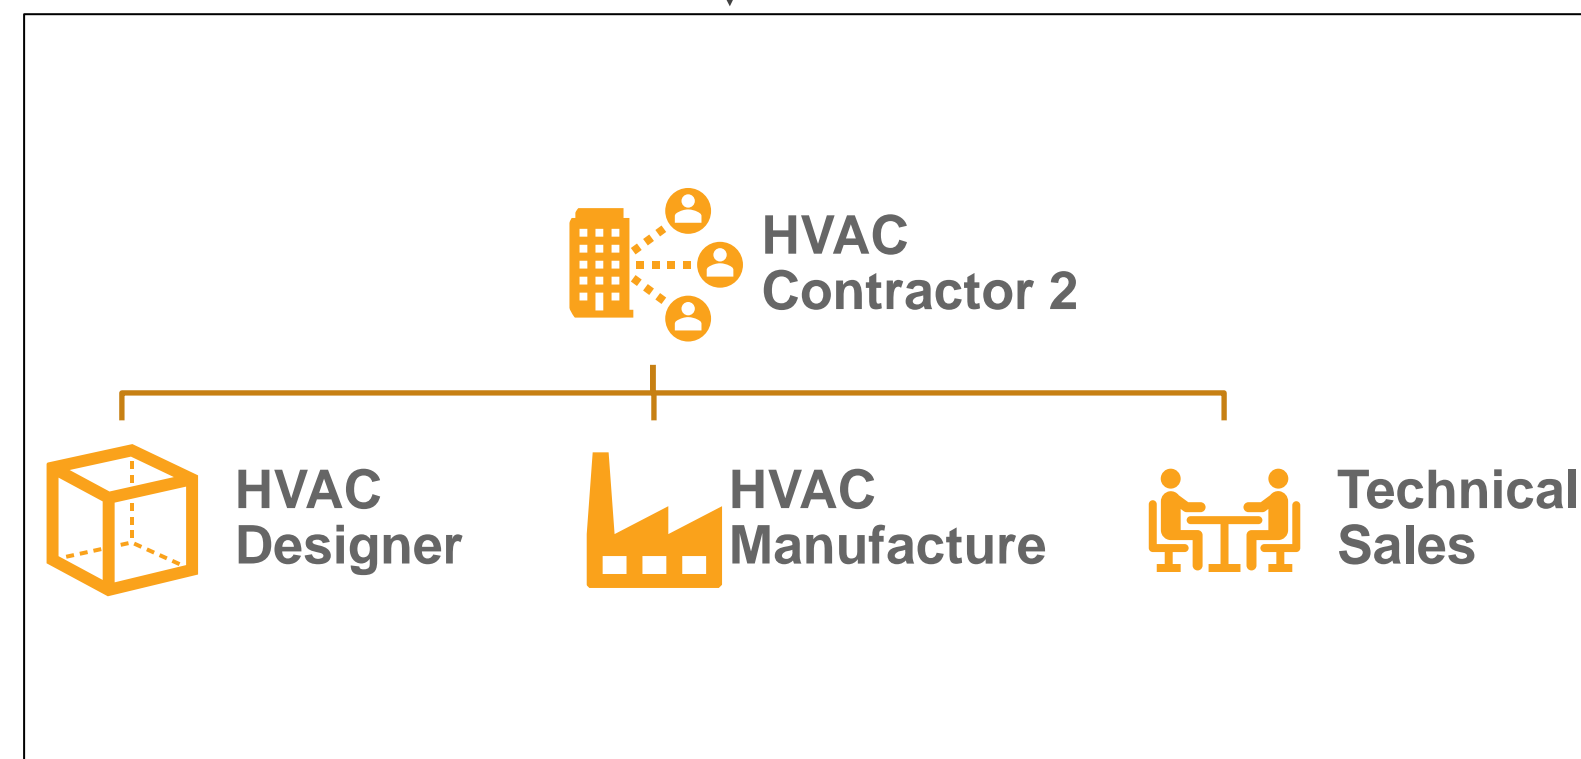 HVAC
Contractor 2
HVAC
Designer
HVAC
Manufacture
Technical
Sales